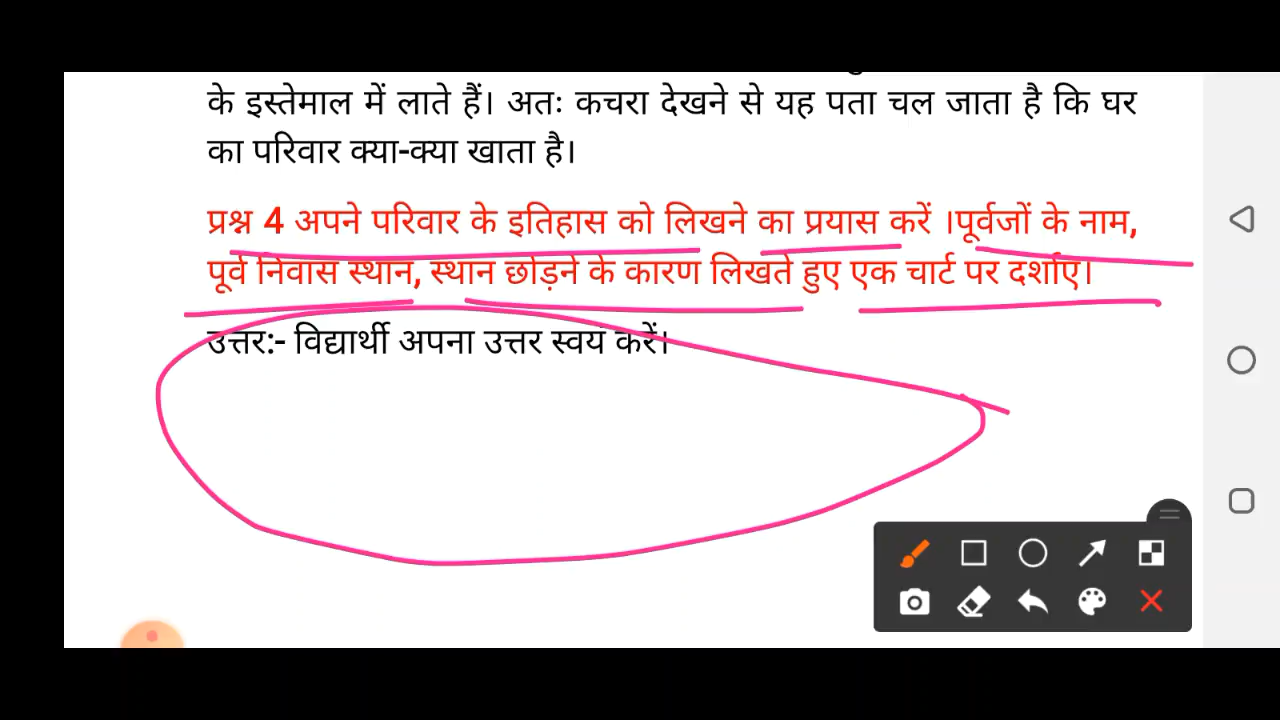 के इस्तेमाल में लाते हैं। अतः कचरा देखने से यह पता चल जाता है कि घर
का परिवार क्या-क्या खाता है।
प्रश्न 4 अपने परिवार के इतिहास को लिखने का प्रयास करें ।पूर्वजों के नाम,
पूर्व निवास स्थान, स्थान छोड़ने के कारण लिखते हुए एक चार्ट पर दर्शाए।
उत्तर:- विद्यार्थी अपना उत्तर स्वयं करें।